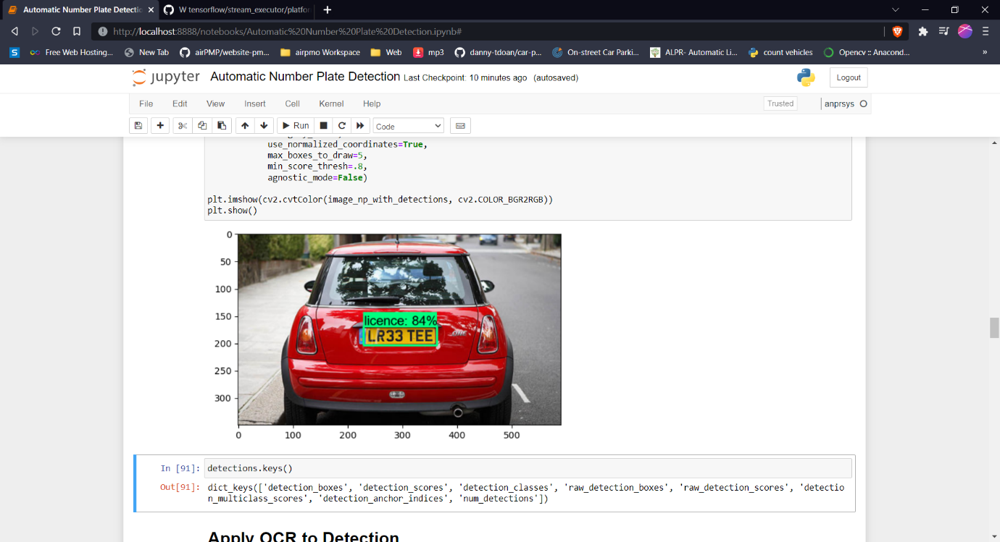 Automatic Number Plate Detectic
W tensorflow/stream_executor/platfor
http://localhost:8888/notebooks/Automatic%20Number%20Plate%20Detection.ipynb#
S Free Web Hosting... New Tab airPMP/website-pm... airpmo Workspace Web mp3 danny-tdoan/car-p... On-street Car Parki... ALPR- Automatic Li... count vehicles Opencv :: Anacond... »
jupyter Automatic Number Plate Detection Last Checkpoint: 10 minutes ago (autosaved)
Logout
File Edit View Insert Cell Kernel Help
Trusted
anprsys
Run Code
use_normalized_coordinates=True,
max_boxes_to_draw=5,
min_score_thresh=.8,
agnostic_mode=False)
plt.imshow(cv2.cvtColor(image_np_with_detections, cv2.COLOR_BGR2RGB))
plt.show()
0
50
100
150
200
250
300
licence: 84%
LR33 TEE
ONE
0 100 200 300 400 500
In [91]: detections.keys()
Out[91]: dict_keys(['detection_boxes', 'detection_scores', 'detection_classes', 'raw_detection_boxes', 'raw_detection_scores', 'detectio
n_multiclass_scores', 'detection_anchor_indices', 'num_detections'])
Apply OCR to Detection